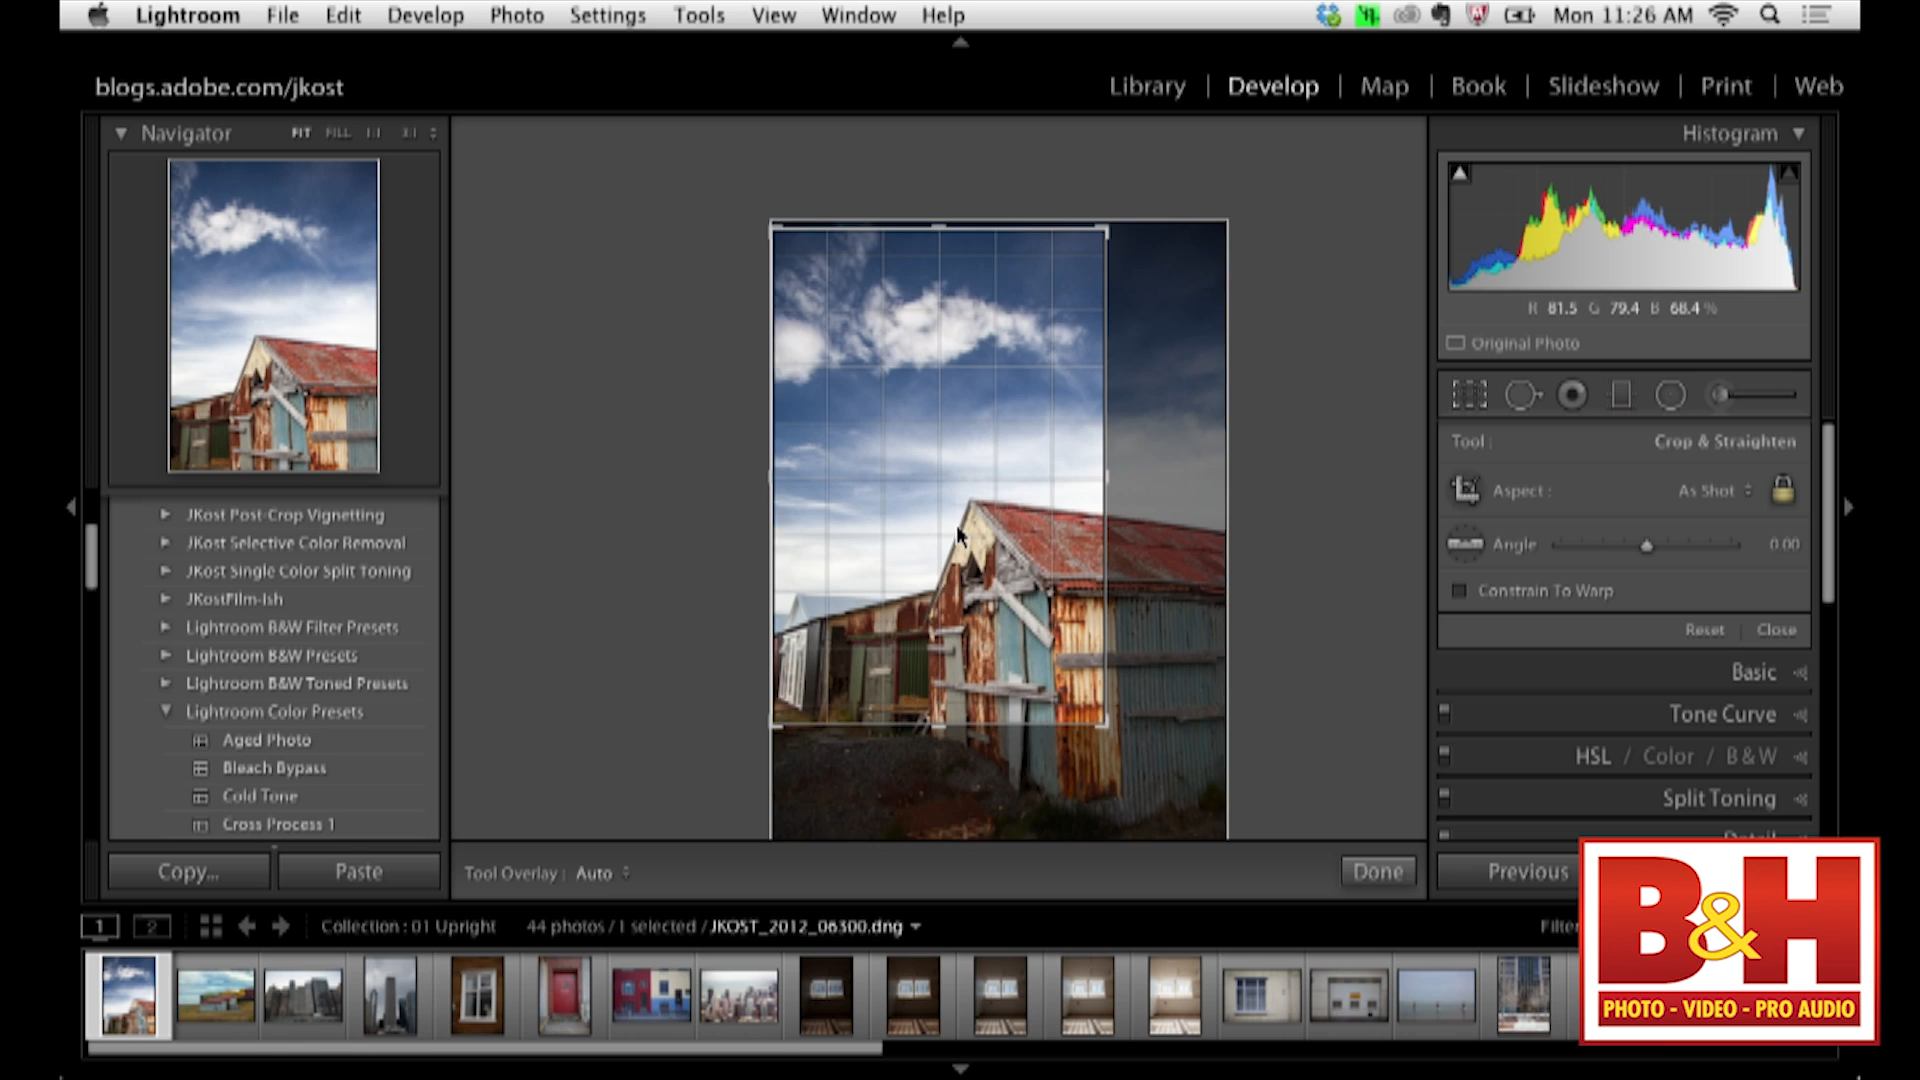 Lightroom File Edit Develop Photo Settings Tools View Window Help Mon 11:26 AM
blogs.adobe.com/jkost
Library | Develop | Map | Book | Slideshow | Print | Web
Navigator FIT FILL 1:1 3:1
Histogram
R 81.5 G 79.4 B 68.4 %
Original Photo
Tool : Crop & Straighten
Aspect : As Shot
Angle 0.00
Constrain To Warp
Reset Close
Basic
Tone Curve
HSL / Color / B & W
Split Toning
Detail
JKost Post-Crop Vignetting
JKost Selective Color Removal
JKost Single Color Split Toning
JKostFilm-Ish
Lightroom B&W Filter Presets
Lightroom B&W Presets
Lightroom B&W Toned Presets
Lightroom Color Presets
Aged Photo
Bleach Bypass
Cold Tone
Cross Process 1
Copy... Paste
Tool Overlay : Auto Done
Previous
1 2 Collection : 01 Upright 44 photos / 1 selected / JKOST_2012_06300.dng
Filter
B&H
PHOTO - VIDEO - PRO AUDIO